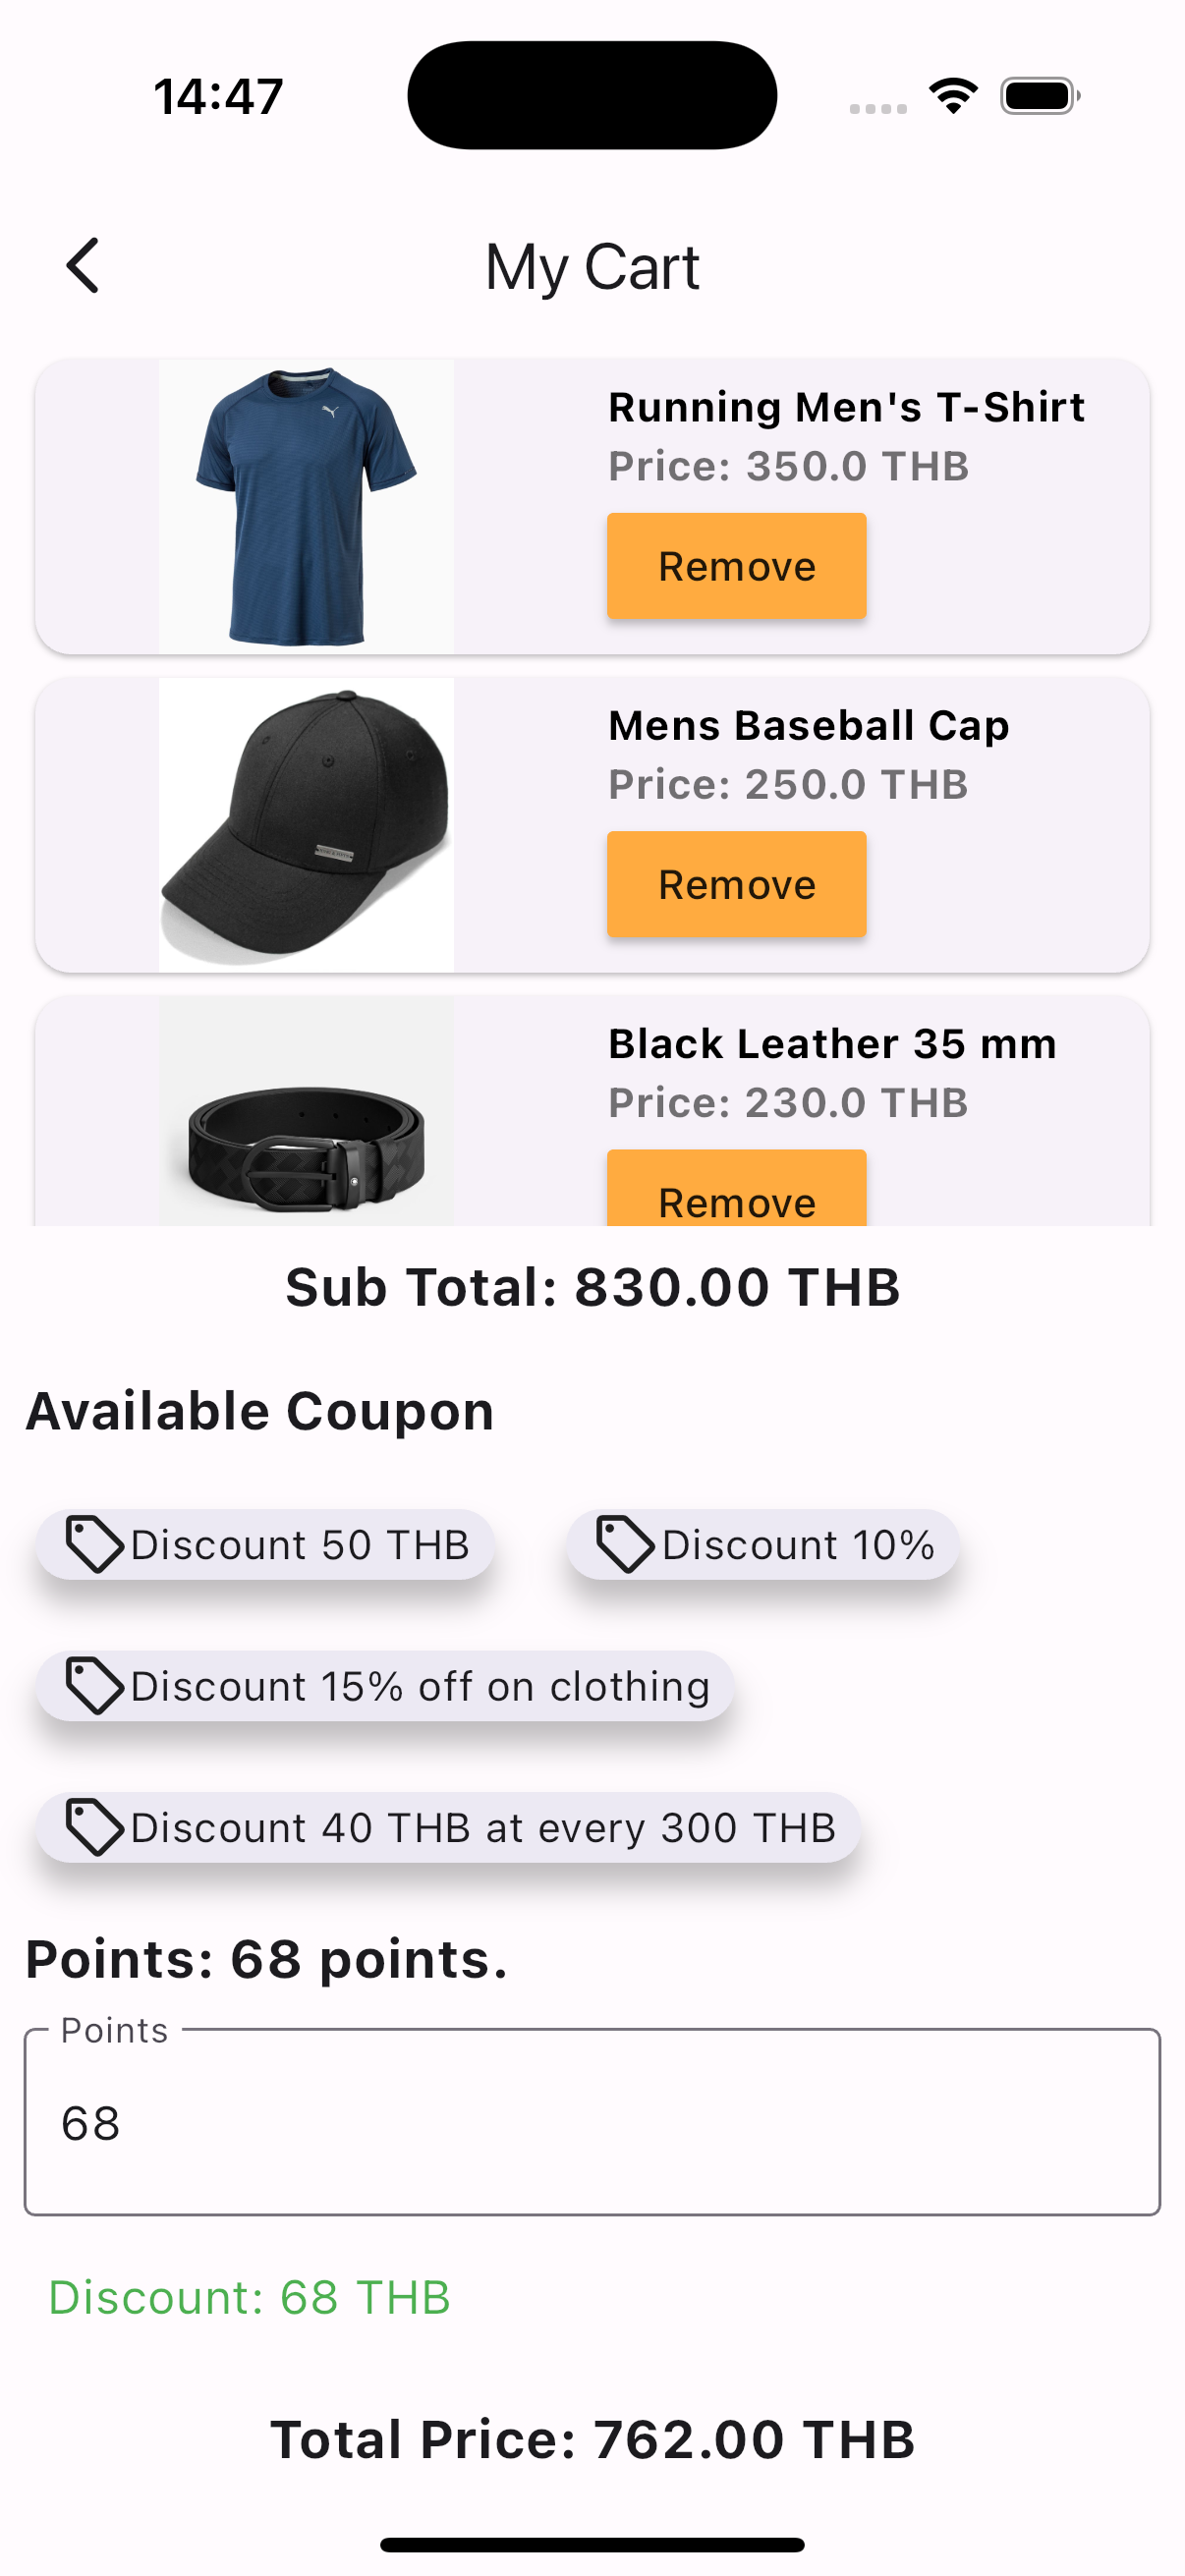 14:47
My Cart
Running Men's T-Shirt
Price: 350.0 THB
Remove
Mens Baseball Cap
Price: 250.0 THB
Remove
Black Leather 35 mm
Price: 230.0 THB
Remove
Sub Total: 830.00 THB
Available Coupon
Discount 50 THB
Discount 10%
Discount 15% off on clothing
Discount 40 THB at every 300 THB
Points: 68 points.
Points
68
Discount: 68 THB
Total Price: 762.00 THB